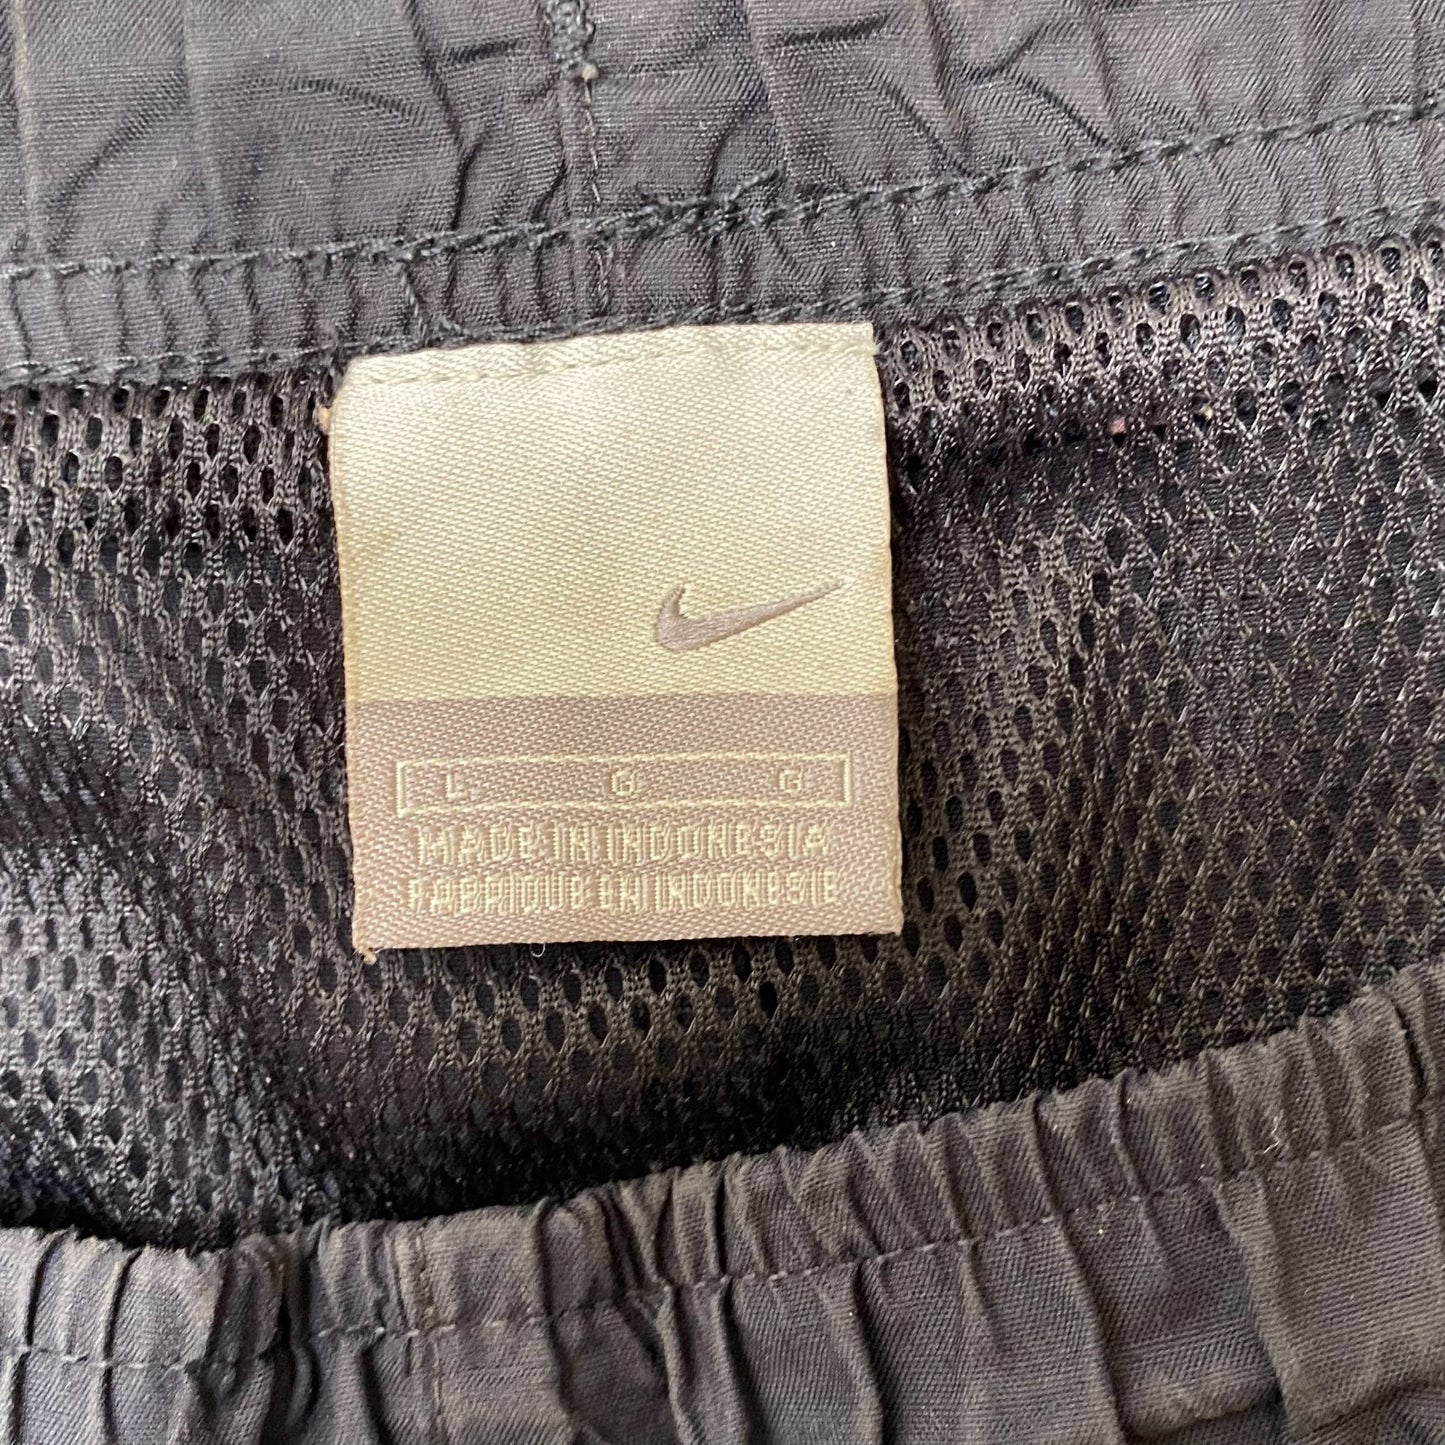 L G G
MADE IN INDONESIA
FABRIQUE EN INDONESIE